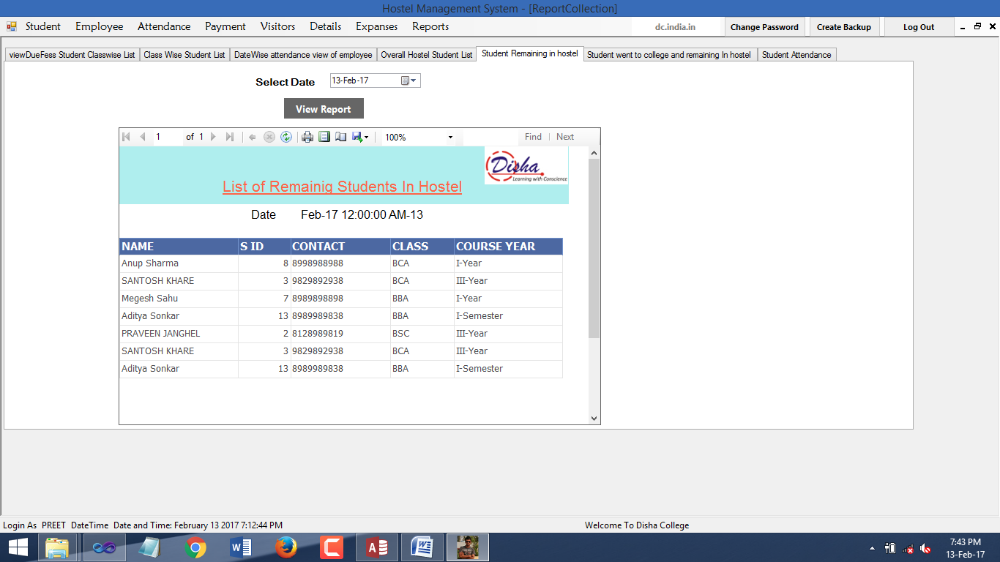 Hostel Management System - [ReportCollection]
Student Employee Attendance Payment Visitors Details Expanses Reports dc.india.in Change Password Create Backup Log Out
viewDueFess Student Classwise List Class Wise Student List DateWise attendance view of employee Overall Hostel Student List Student Remaining in hostel Student went to college and remaining In hostel Student Attendance
Select Date 13-Feb-17
View Report
1 of 1 100% Find | Next
Disha
Learning with Conscience
List of Remainig Students In Hostel
Date Feb-17 12:00:00 AM-13
NAME S ID CONTACT CLASS COURSE YEAR
Anup Sharma 8 8998988988 BCA I-Year
SANTOSH KHARE 3 9829892938 BCA III-Year
Megesh Sahu 7 8989898898 BBA I-Year
Aditya Sonkar 13 8989989838 BBA I-Semester
PRAVEEN JANGHEL 2 8128989819 BSC III-Year
SANTOSH KHARE 3 9829892938 BCA III-Year
Aditya Sonkar 13 8989989838 BBA I-Semester
Login As PREET DateTime Date and Time: February 13 2017 7:12:44 PM Welcome To Disha College
7:43 PM
13-Feb-17